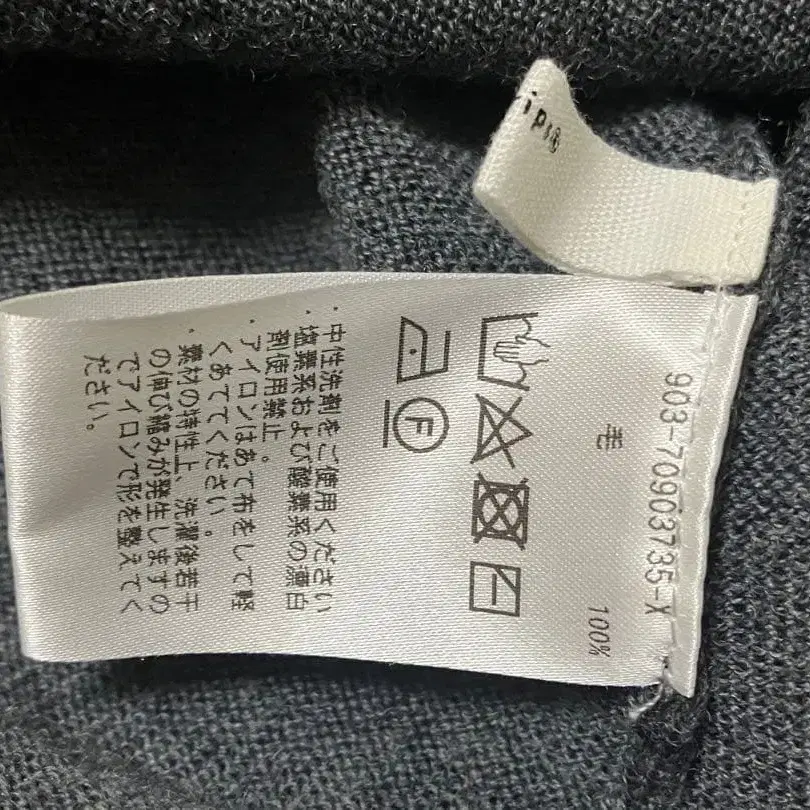 903-70903735-X
毛 100%
F
・中性洗剤をご使用ください
・塩素系および酸素系の漂白
剤使用禁止。
・アイロンはあて布をして軽
くあててください。
・素材の特性上、洗濯後若干
の伸び縮みが発生しますの
でアイロンで形を整えてく
ださい。